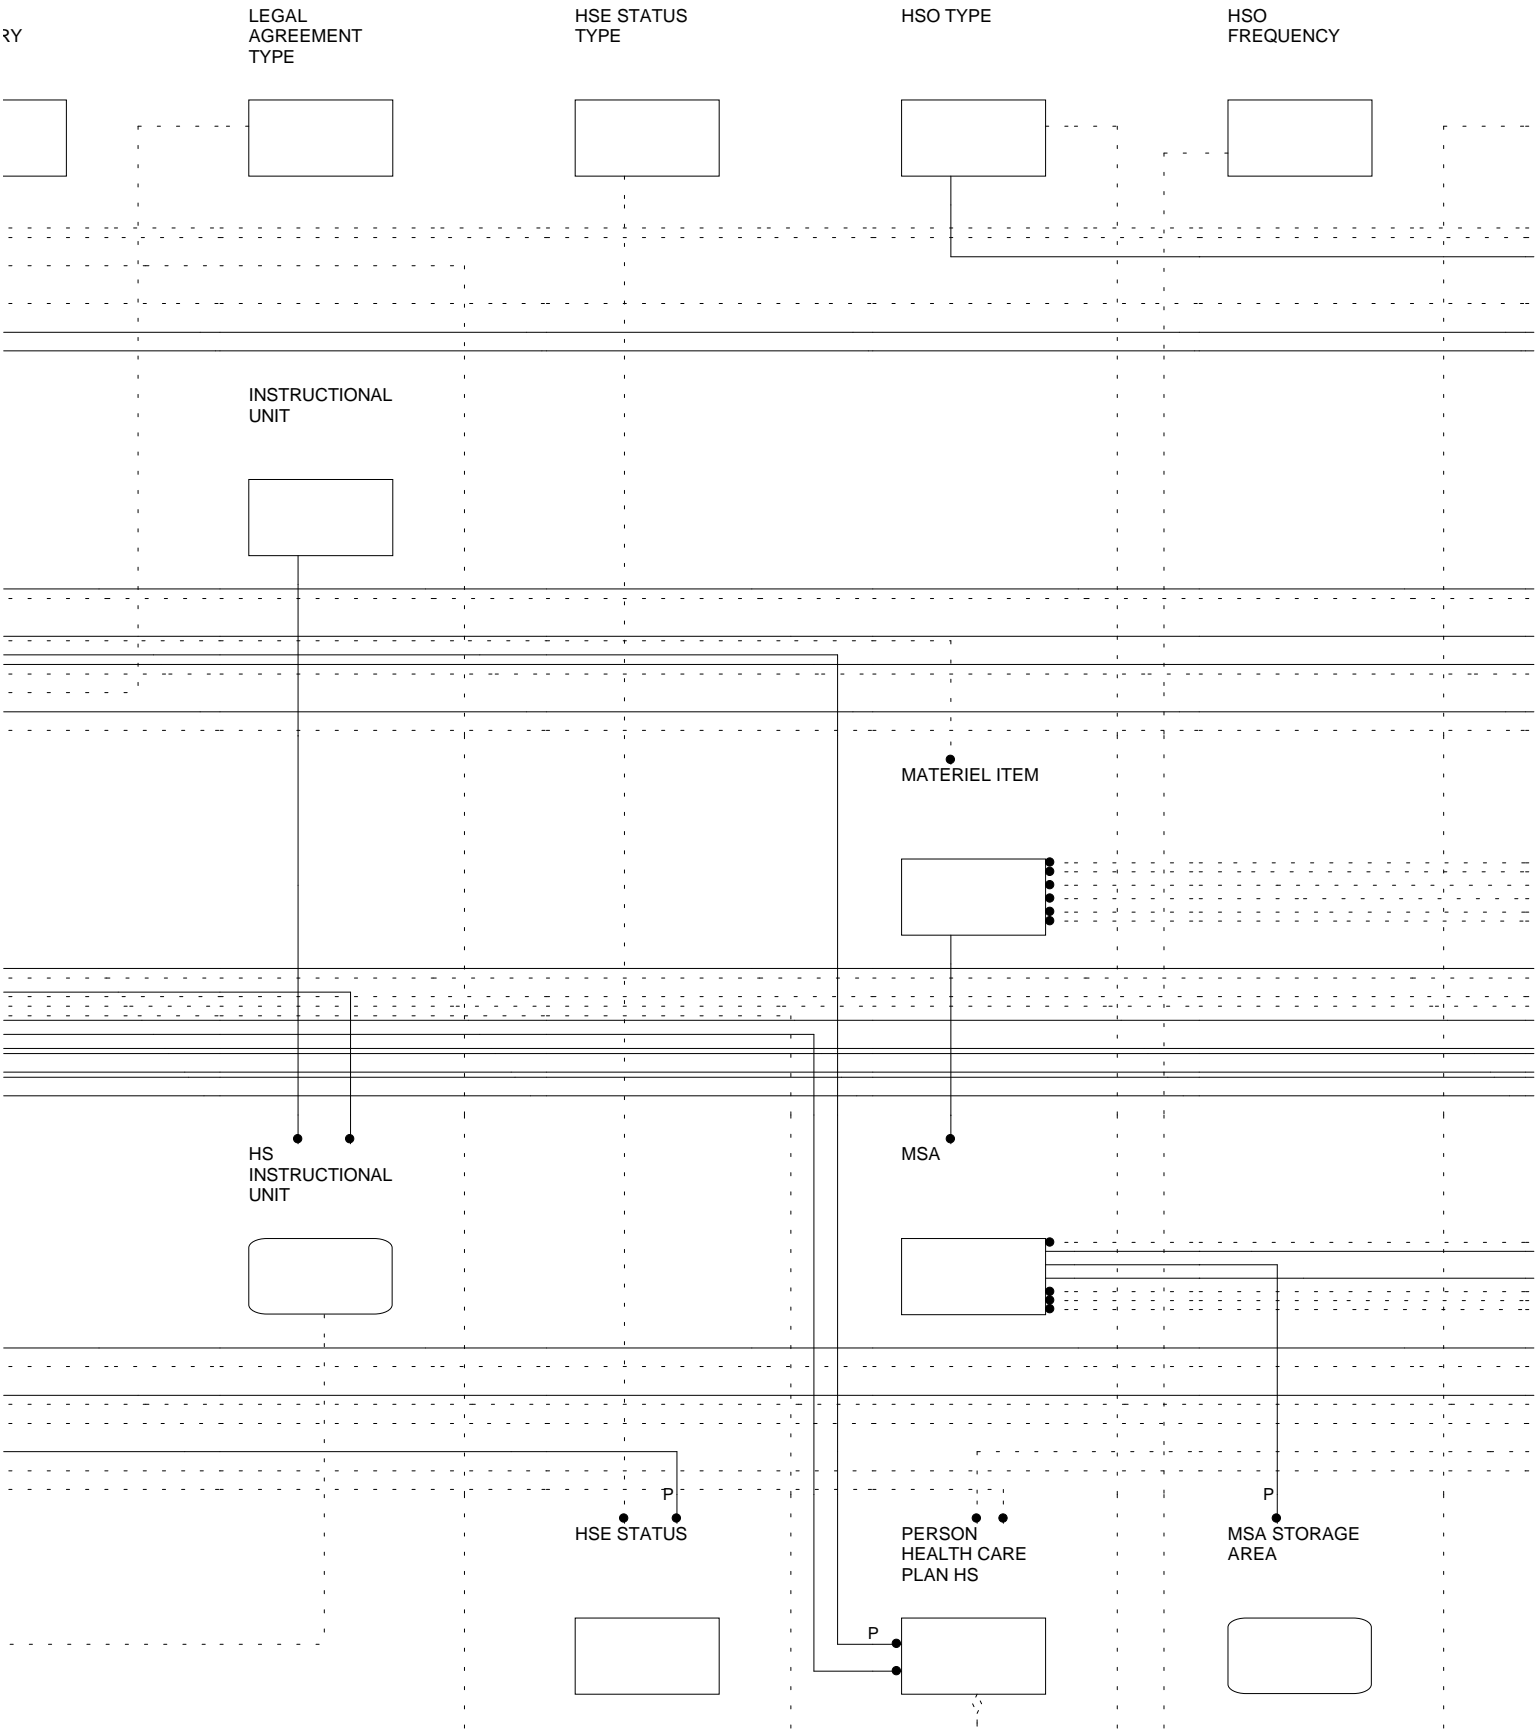 RY
LEGAL
AGREEMENT
TYPE
HSE STATUS
TYPE
HSO TYPE
HSO
FREQUENCY
INSTRUCTIONAL
UNIT
MATERIEL ITEM
HS
INSTRUCTIONAL
UNIT
MSA
P
P
HSE STATUS
PERSON
HEALTH CARE
PLAN HS
MSA STORAGE
AREA
P